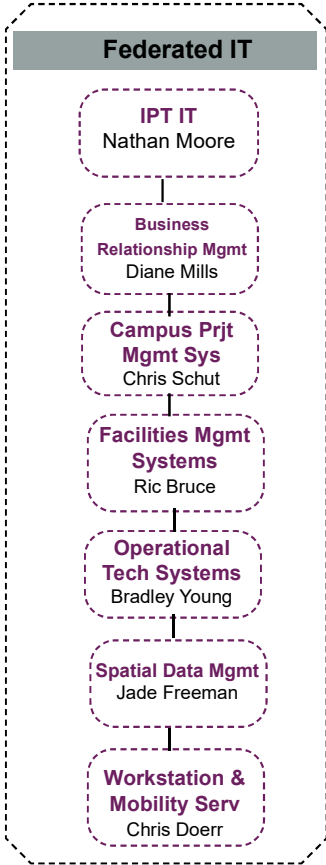 Federated IT
IPT IT
Nathan Moore
Business
Relationship Mgmt
Diane Mills
Campus Prjt
Mgmt Sys
Chris Schut
Facilities Mgmt
Systems
Ric Bruce
Operational
Tech Systems
Bradley Young
Spatial Data Mgmt
Jade Freeman
Workstation &
Mobility Serv
Chris Doerr